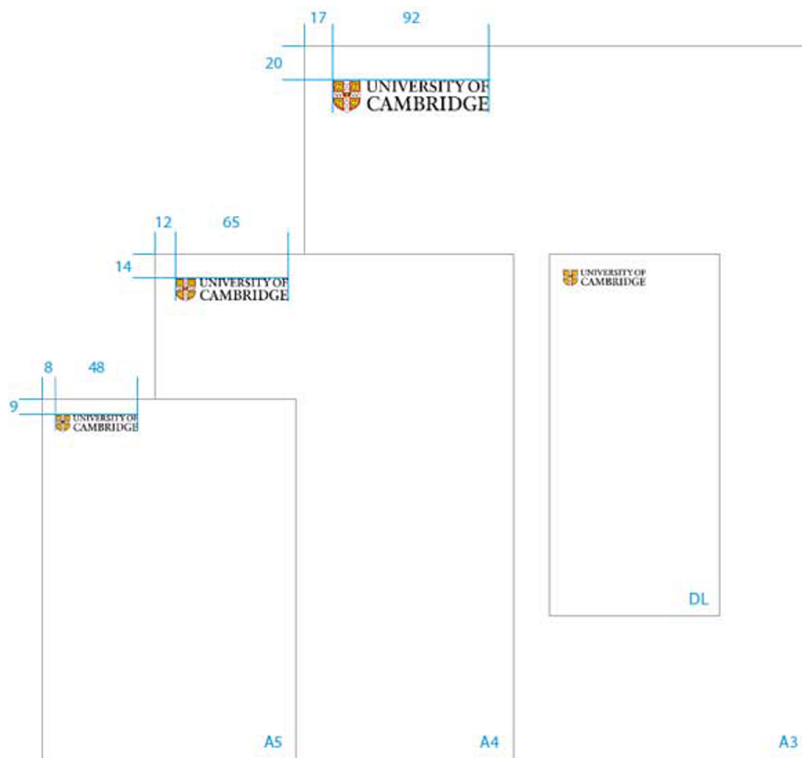 17 92
20
UNIVERSITY OF
CAMBRIDGE
12 65
14
UNIVERSITY OF
CAMBRIDGE
UNIVERSITY OF
CAMBRIDGE
8 48
9
UNIVERSITY OF
CAMBRIDGE
DL
A5 A4 A3